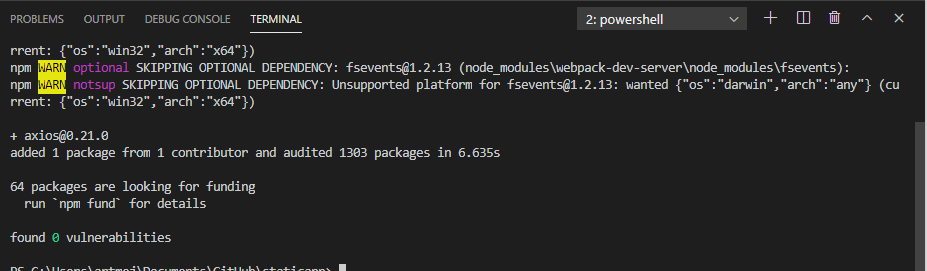 PROBLEMS OUTPUT DEBUG CONSOLE TERMINAL 2: powershell
rrent: {"os":"win32","arch":"x64"})
npm WARN optional SKIPPING OPTIONAL DEPENDENCY: fsevents@1.2.13 (node_modules\webpack-dev-server\node_modules\fsevents):
npm WARN notsup SKIPPING OPTIONAL DEPENDENCY: Unsupported platform for fsevents@1.2.13: wanted {"os":"darwin","arch":"any"} (cu
rrent: {"os":"win32","arch":"x64"})
+ axios@0.21.0
added 1 package from 1 contributor and audited 1303 packages in 6.635s
64 packages are looking for funding
run `npm fund` for details
found 0 vulnerabilities